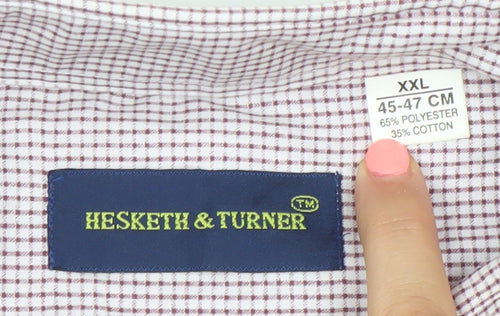 XXL
45-47 CM
65% POLYESTER
35% COTTON
HESKETH & TURNER TM